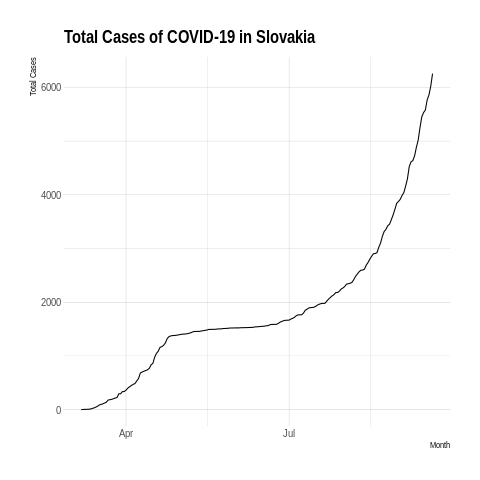 Total Cases of COVID-19 in Slovakia
Total Cases
6000
4000
2000
0
Apr
Jul
Month